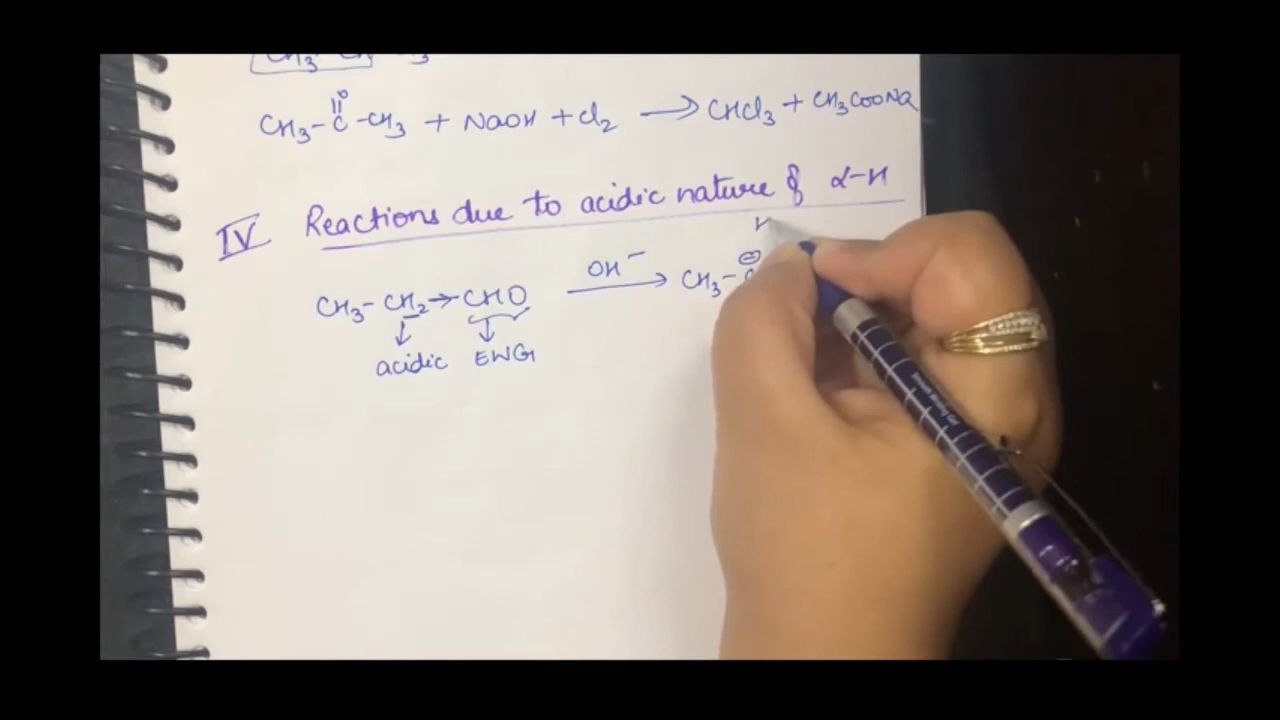 O
||
CH₃-C-CH₃ + NaOH + Cl₂ → CHCl₃ + CH₃COONa
IV Reactions due to acidic nature of α-H
CH₃-CH₂→CHO OH⁻ → CH₃- ⊖
↓ ↓
acidic EWG